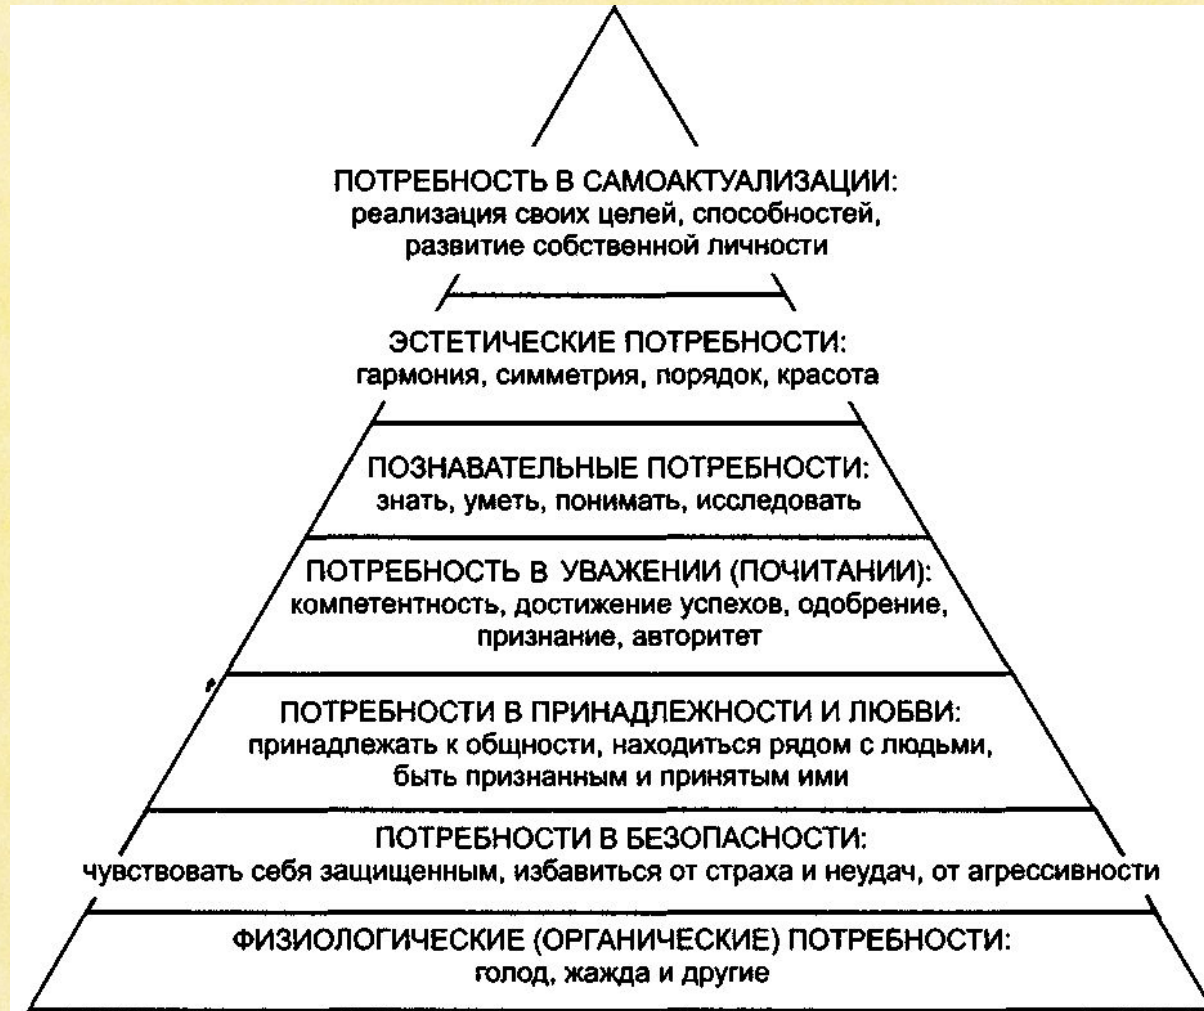 ПОТРЕБНОСТЬ В САМОАКТУАЛИЗАЦИИ:
реализация своих целей, способностей,
развитие собственной личности
ЭСТЕТИЧЕСКИЕ ПОТРЕБНОСТИ:
гармония, симметрия, порядок, красота
ПОЗНАВАТЕЛЬНЫЕ ПОТРЕБНОСТИ:
знать, уметь, понимать, исследовать
ПОТРЕБНОСТЬ В УВАЖЕНИИ (ПОЧИТАНИИ):
компетентность, достижение успехов, одобрение,
признание, авторитет
ПОТРЕБНОСТИ В ПРИНАДЛЕЖНОСТИ И ЛЮБВИ:
принадлежать к общности, находиться рядом с людьми,
быть признанным и принятым ими
ПОТРЕБНОСТИ В БЕЗОПАСНОСТИ:
чувствовать себя защищенным, избавиться от страха и неудач, от агрессивности
ФИЗИОЛОГИЧЕСКИЕ (ОРГАНИЧЕСКИЕ) ПОТРЕБНОСТИ:
голод, жажда и другие